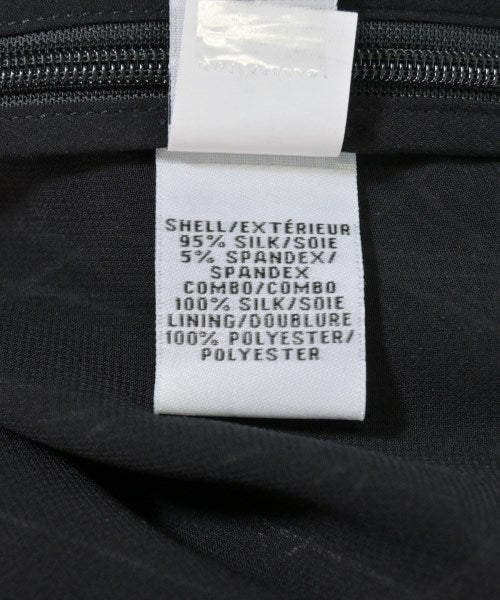 SHELL/EXTÉRIEUR
95% SILK/SOIE
5% SPANDEX/
SPANDEX
COMBO/COMBO
100% SILK/SOIE
LINING/DOUBLURE
100% POLYESTER/
POLYESTER